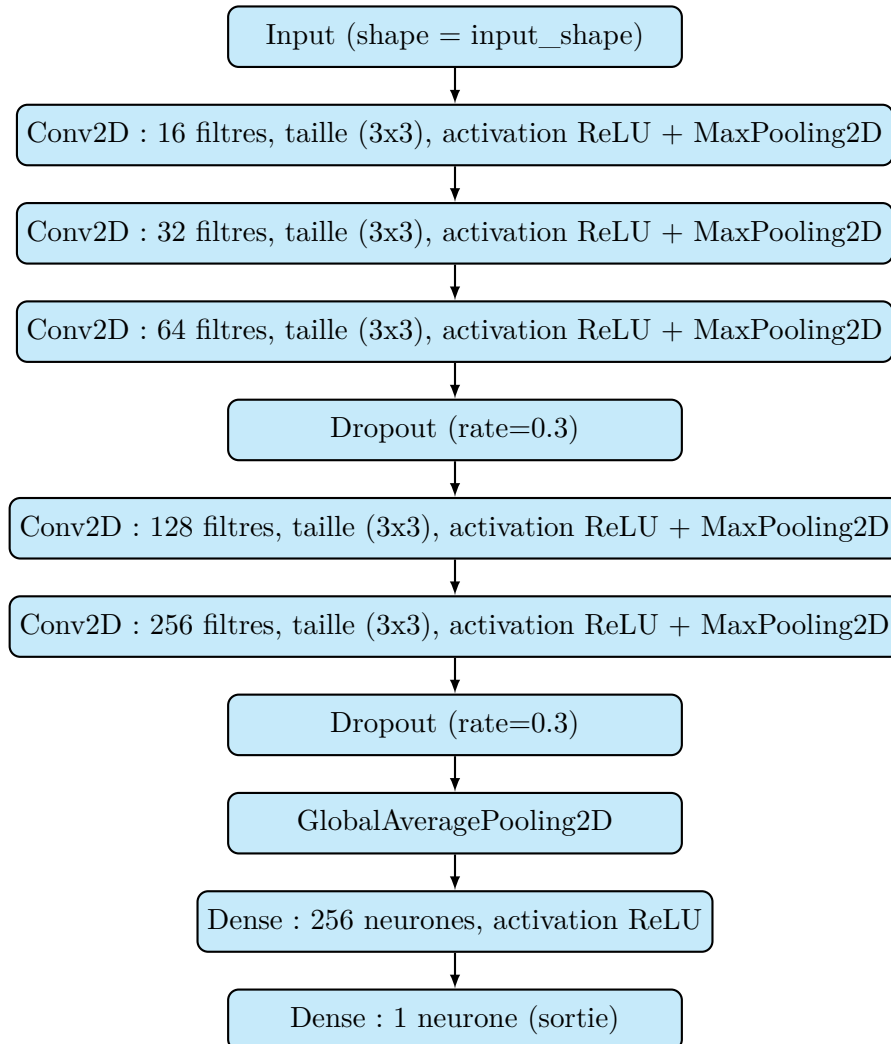 Input (shape = input_shape)
Conv2D : 16 filtres, taille (3x3), activation ReLU + MaxPooling2D
Conv2D : 32 filtres, taille (3x3), activation ReLU + MaxPooling2D
Conv2D : 64 filtres, taille (3x3), activation ReLU + MaxPooling2D
Dropout (rate=0.3)
Conv2D : 128 filtres, taille (3x3), activation ReLU + MaxPooling2D
Conv2D : 256 filtres, taille (3x3), activation ReLU + MaxPooling2D
Dropout (rate=0.3)
GlobalAveragePooling2D
Dense : 256 neurones, activation ReLU
Dense : 1 neurone (sortie)